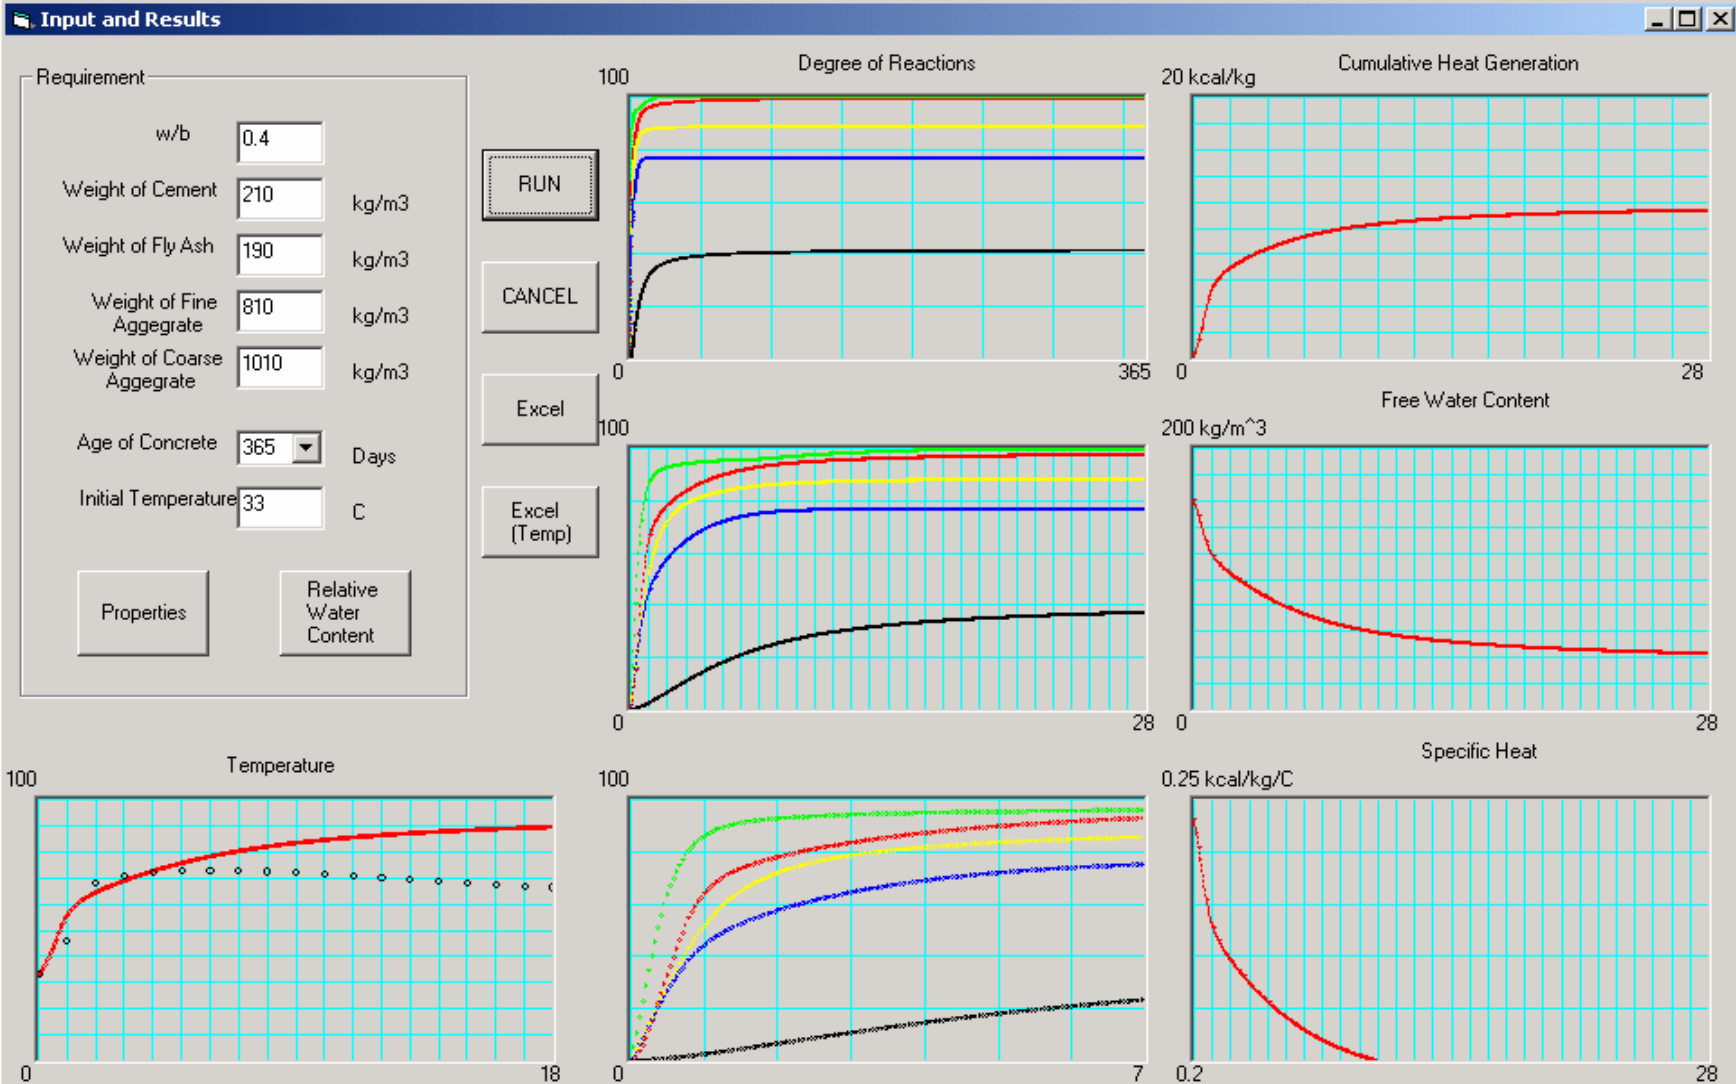 Input and Results
Requirement
w/b
0.4
Weight of Cement
210
kg/m3
Weight of Fly Ash
190
kg/m3
Weight of Fine
Aggegrate
810
kg/m3
Weight of Coarse
Aggegrate
1010
kg/m3
Age of Concrete
365
Days
Initial Temperature
33
C
Properties
Relative
Water
Content
RUN
CANCEL
Excel
Excel
(Temp)
Degree of Reactions
100
0
365
Cumulative Heat Generation
20 kcal/kg
0
28
100
0
28
Free Water Content
200 kg/m^3
0
28
Temperature
100
0
18
100
0
7
Specific Heat
0.25 kcal/kg/C
0.2
28